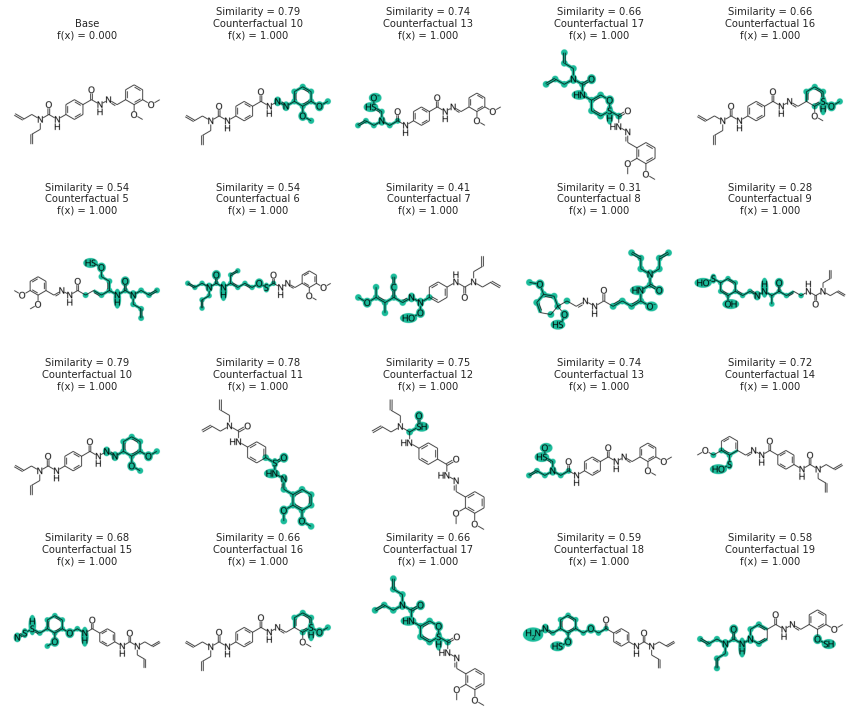 Base
f(x) = 0.000
Similarity = 0.79
Counterfactual 10
f(x) = 1.000
Similarity = 0.74
Counterfactual 13
f(x) = 1.000
Similarity = 0.66
Counterfactual 17
f(x) = 1.000
Similarity = 0.66
Counterfactual 16
f(x) = 1.000
Similarity = 0.54
Counterfactual 5
f(x) = 1.000
Similarity = 0.54
Counterfactual 6
f(x) = 1.000
Similarity = 0.41
Counterfactual 7
f(x) = 1.000
Similarity = 0.31
Counterfactual 8
f(x) = 1.000
Similarity = 0.28
Counterfactual 9
f(x) = 1.000
Similarity = 0.79
Counterfactual 10
f(x) = 1.000
Similarity = 0.78
Counterfactual 11
f(x) = 1.000
Similarity = 0.75
Counterfactual 12
f(x) = 1.000
Similarity = 0.74
Counterfactual 13
f(x) = 1.000
Similarity = 0.72
Counterfactual 14
f(x) = 1.000
Similarity = 0.68
Counterfactual 15
f(x) = 1.000
Similarity = 0.66
Counterfactual 16
f(x) = 1.000
Similarity = 0.66
Counterfactual 17
f(x) = 1.000
Similarity = 0.59
Counterfactual 18
f(x) = 1.000
Similarity = 0.58
Counterfactual 19
f(x) = 1.000